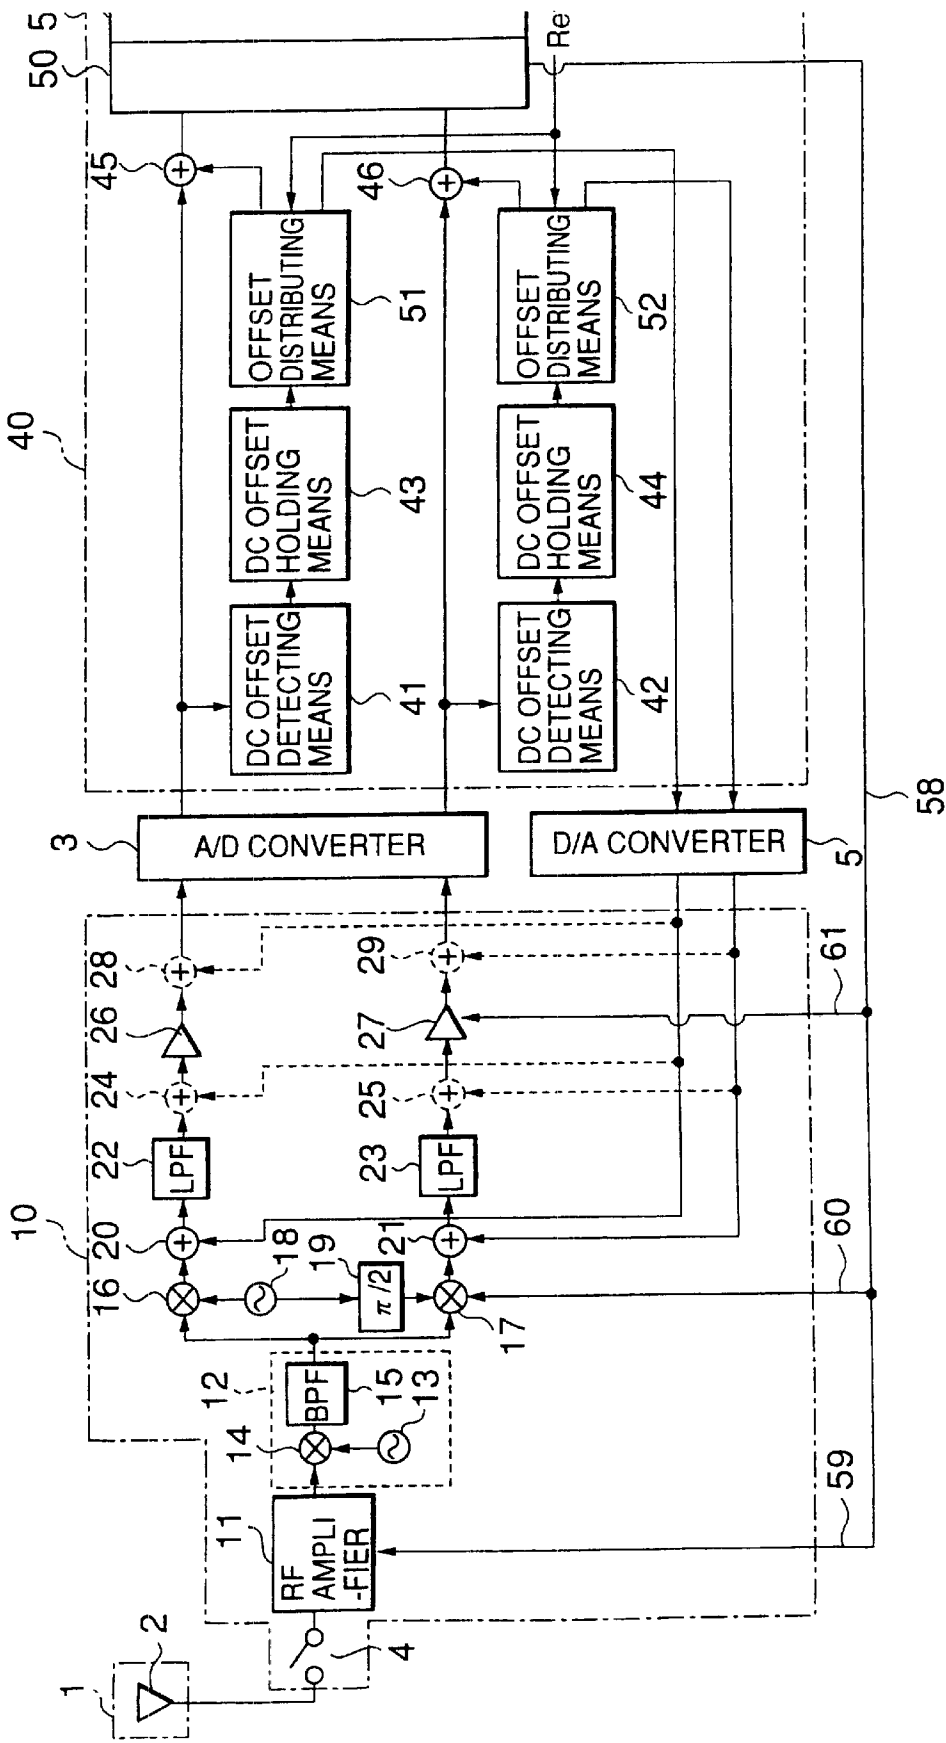 1
2
4
11
RF
AMPLI
-FIER
12
14
BPF
15
13
10
16
18
19
π/2
17
20
21
22
LPF
23
LPF
24
25
26
27
28
29
59
60
61
58
3
A/D CONVERTER
D/A CONVERTER
5
40
DC OFFSET
DETECTING
MEANS
41
DC OFFSET
HOLDING
MEANS
43
OFFSET
DISTRIBUTING
MEANS
51
45
DC OFFSET
DETECTING
MEANS
42
DC OFFSET
HOLDING
MEANS
44
OFFSET
DISTRIBUTING
MEANS
52
46
50
5
Re